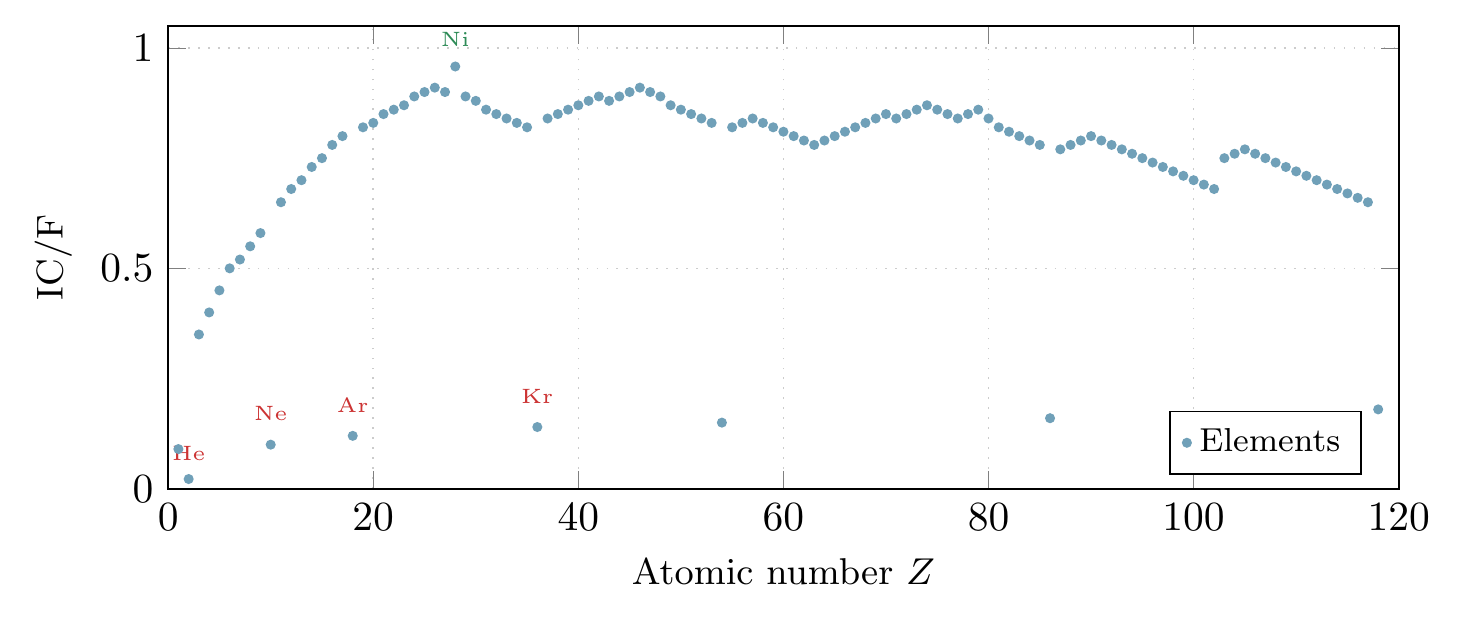 Ni
1
IC/F
0.5
Kr
Ar
Ne
He
Elements
0
0 20 40 60 80 100 120
Atomic number Z